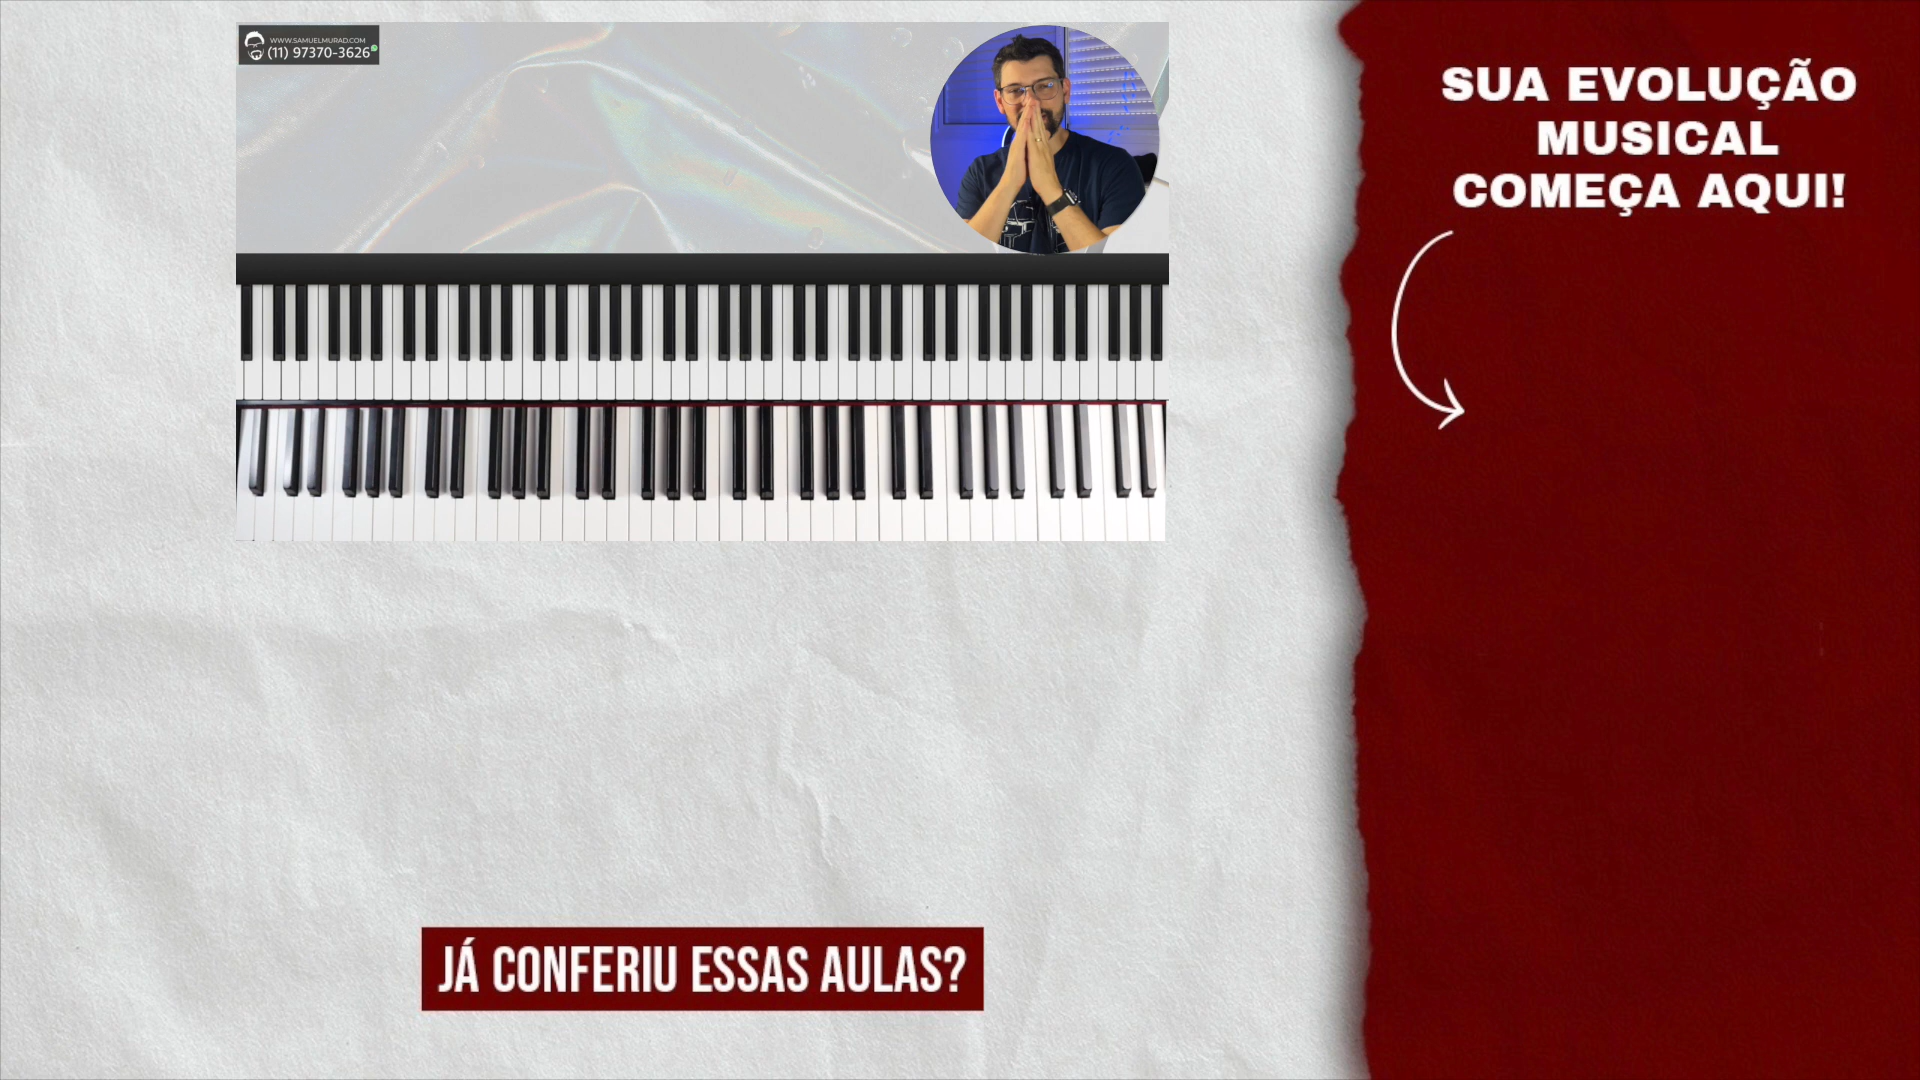 WWW.SAMUELMURAD.COM
(11) 97370-3626
SUA EVOLUÇÃO
MUSICAL
COMEÇA AQUI!
JÁ CONFERIU ESSAS AULAS?